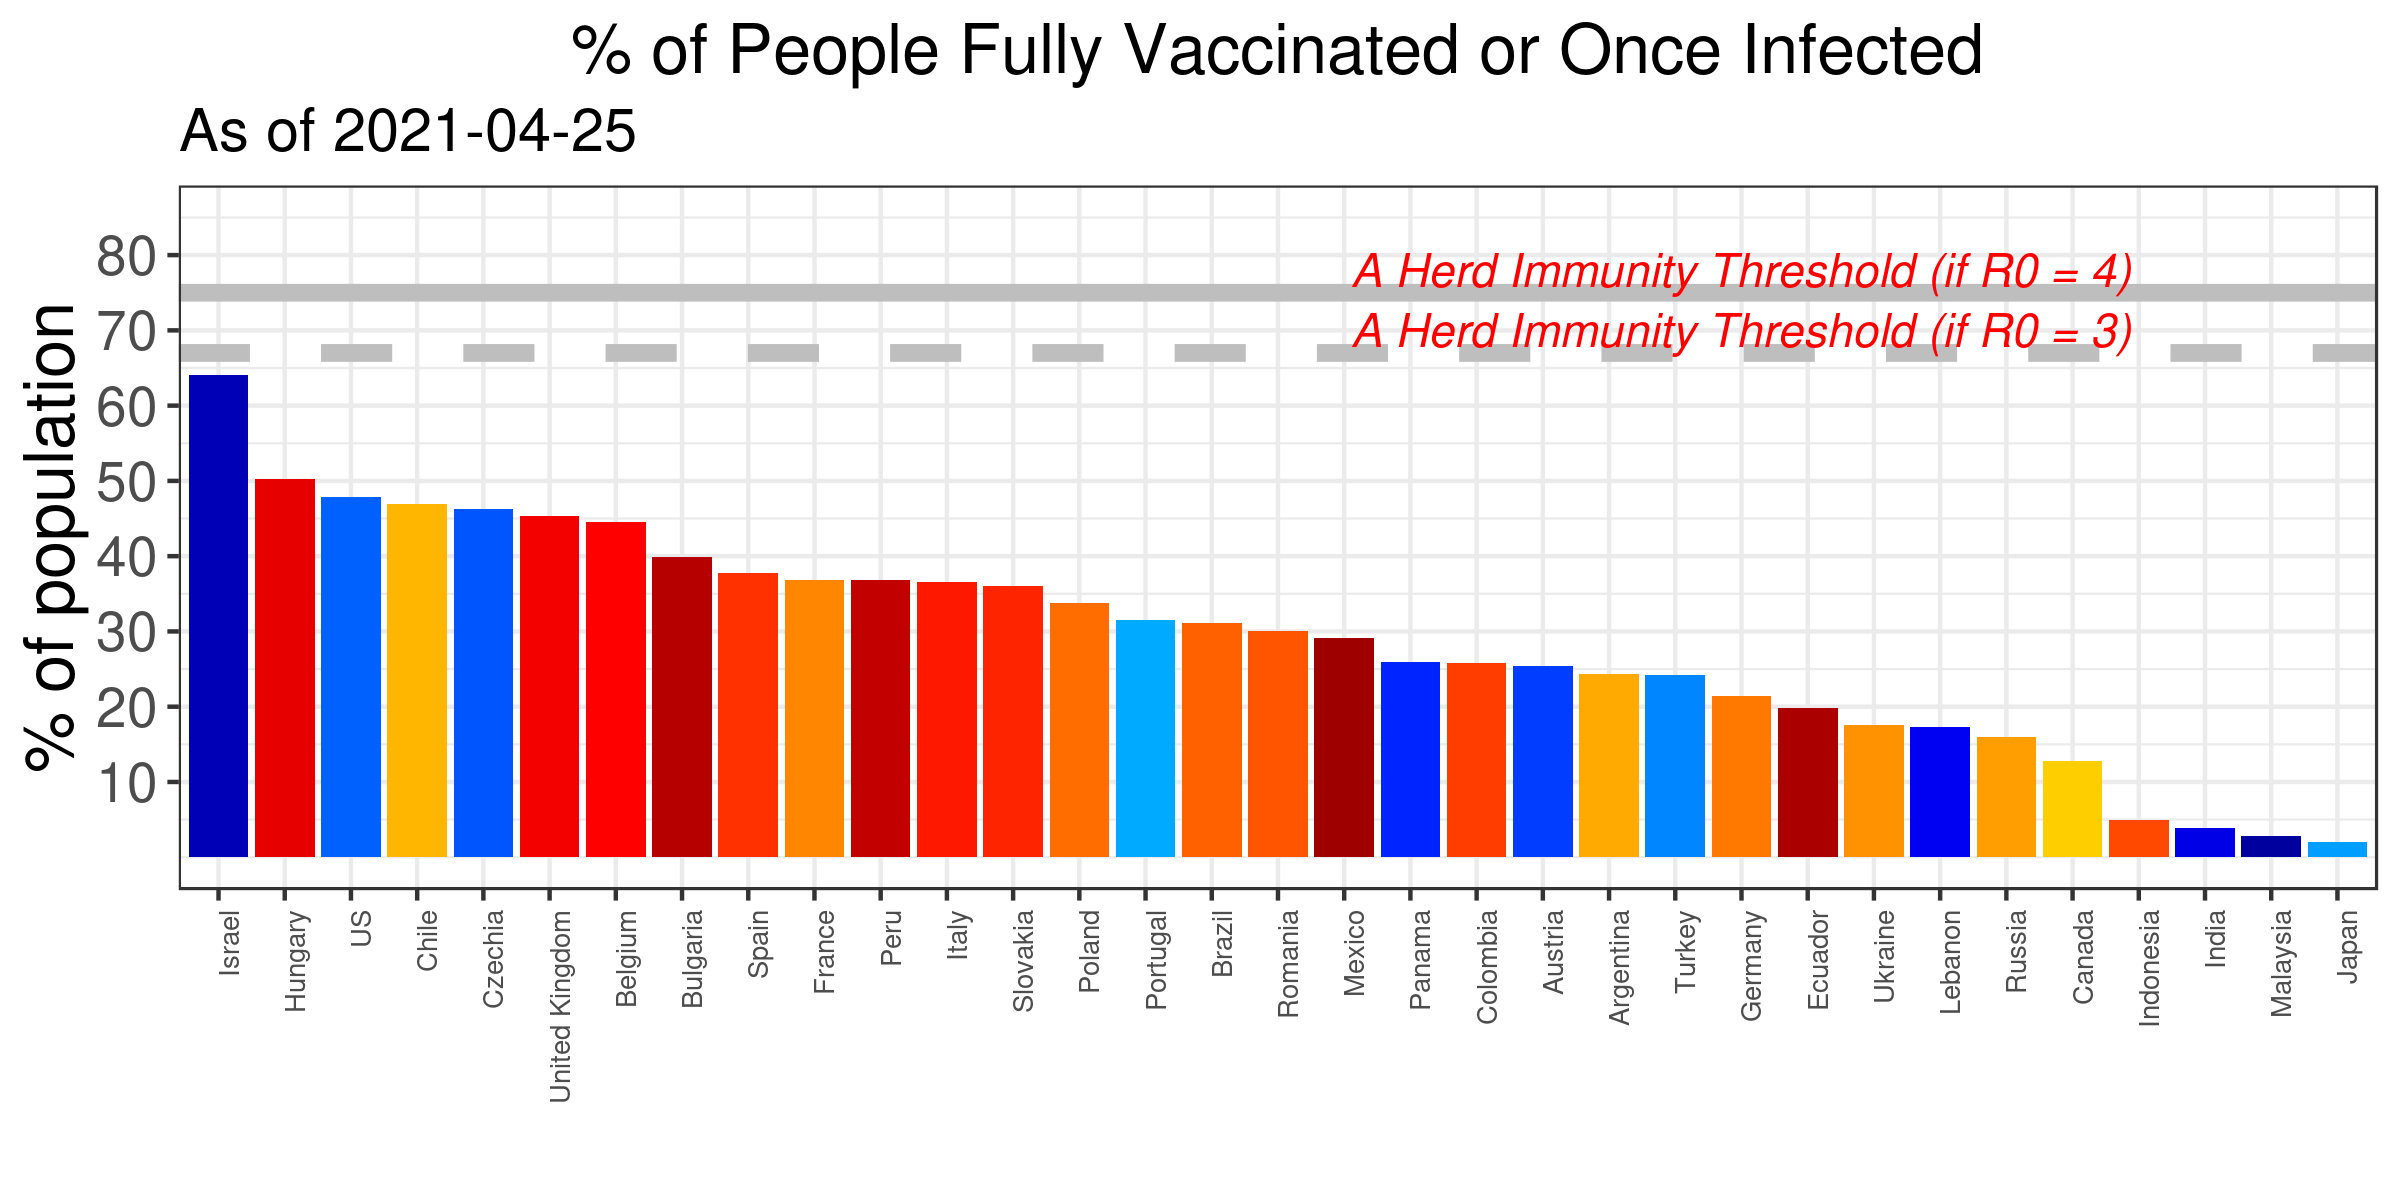 % of People Fully Vaccinated or Once Infected
As of 2021-04-25
% of population
80
70
60
50
40
30
20
10
A Herd Immunity Threshold (if R0 = 4)
A Herd Immunity Threshold (if R0 = 3)
Israel
Hungary
US
Chile
Czechia
United Kingdom
Belgium
Bulgaria
Spain
France
Peru
Italy
Slovakia
Poland
Portugal
Brazil
Romania
Mexico
Panama
Colombia
Austria
Argentina
Turkey
Germany
Ecuador
Ukraine
Lebanon
Russia
Canada
Indonesia
India
Malaysia
Japan